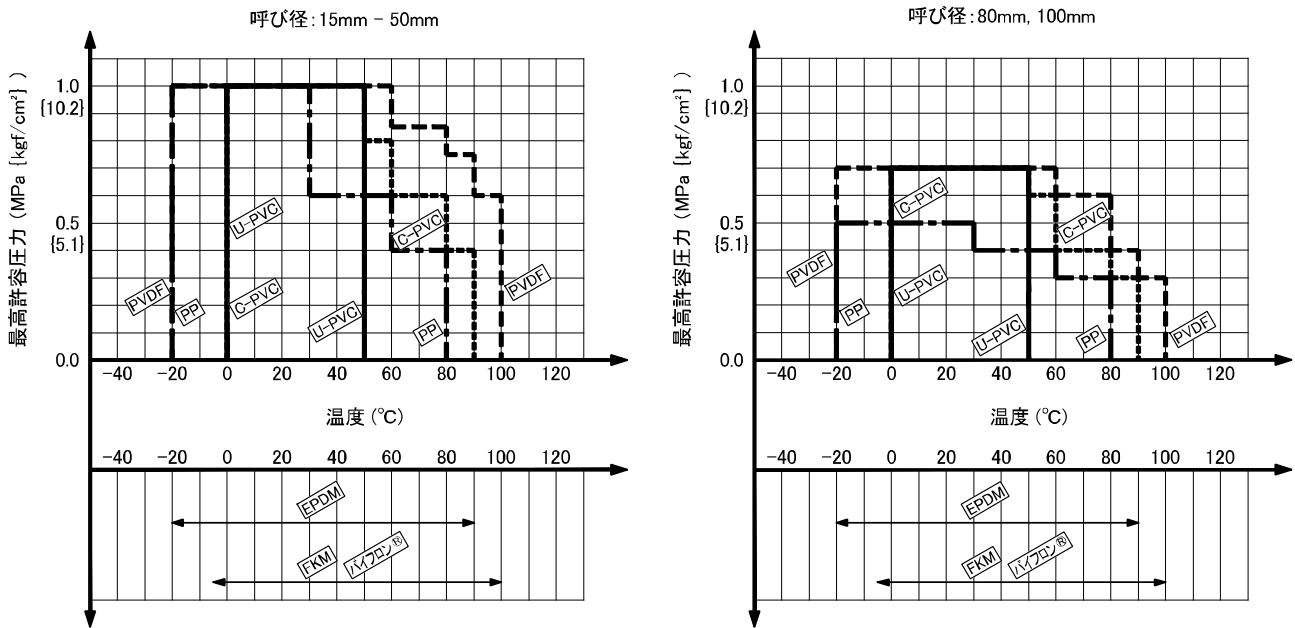 呼び径：15mm − 50mm
最高許容圧力 (MPa {kgf/cm²} )
1.0
{10.2}
0.5
{5.1}
0.0
U-PVC
C-PVC
PVDF
PP
C-PVC
U-PVC
PP
PVDF
−40 −20 0 20 40 60 80 100 120
温度 (℃)
−40 −20 0 20 40 60 80 100 120
EPDM
FKM バイフロン®
呼び径：80mm, 100mm
最高許容圧力 (MPa {kgf/cm²} )
1.0
{10.2}
0.5
{5.1}
0.0
C-PVC
C-PVC
PVDF
U-PVC
PP
U-PVC
PP
PVDF
−40 −20 0 20 40 60 80 100 120
温度 (℃)
−40 −20 0 20 40 60 80 100 120
EPDM
FKM バイフロン®